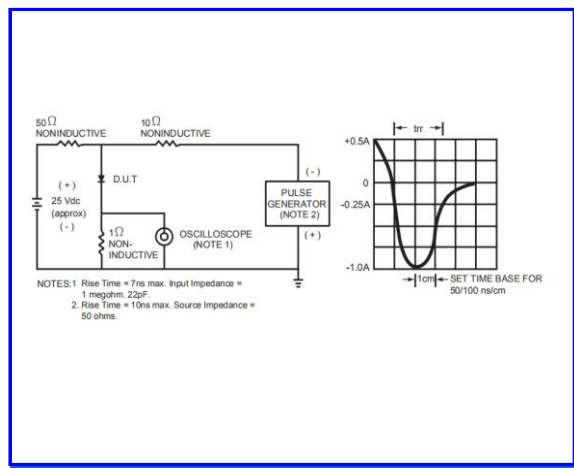 50Ω
NONINDUCTIVE
10Ω
NONINDUCTIVE
(+)
25 Vdc
(approx)
(-)
D.U.T
1Ω
NON-
INDUCTIVE
OSCILLOSCOPE
(NOTE 1)
(-)
PULSE
GENERATOR
(NOTE 2)
(+)
trr
+0.5A
0
-0.25A
-1.0A
1cm
SET TIME BASE FOR
50/100 ns/cm
NOTES:1 Rise Time = 7ns max. Input Impedance =
1 megohm. 22pF.
2. Rise Time = 10ns max. Source Impedance =
50 ohms.